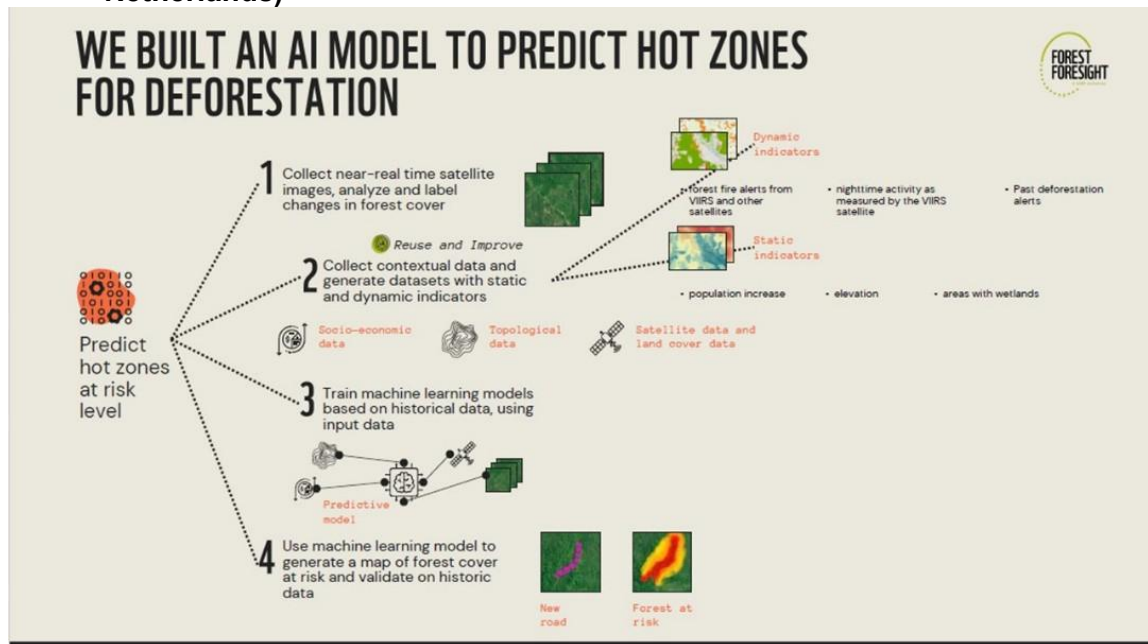 Netherlands)
WE BUILT AN AI MODEL TO PREDICT HOT ZONES
FOR DEFORESTATION
FOREST
FORESIGHT
1
Collect near-real time satellite
images, analyze and label
changes in forest cover
Dynamic
indicators
• forest fire alerts from
VIIRS and other
satellites
• nighttime activity as
measured by the VIIRS
satellite
• Past deforestation
alerts
Reuse and Improve
2
Collect contextual data and
generate datasets with static
and dynamic indicators
Static
indicators
• population increase
• elevation
• areas with wetlands
Socio-economic
data
Topological
data
Satellite data and
land cover data
Predict
hot zones
at risk
level
3
Train machine learning models
based on historical data, using
input data
Predictive
model
4
Use machine learning model to
generate a map of forest cover
at risk and validate on historic
data
New
road
Forest at
risk